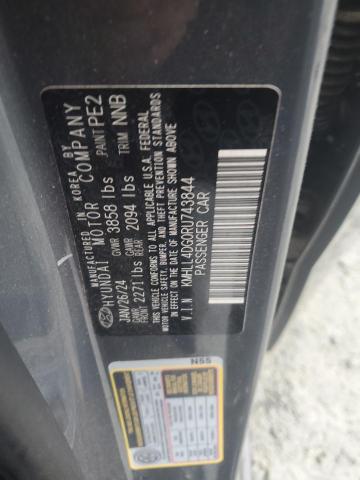 MANUFACTURED IN KOREA BY
HYUNDAI MOTOR COMPANY
JAN/26/24 GVWR 3858 lbs PAINT PE2
GAWR FRONT 2271 lbs GAWR REAR 2094 lbs TRIM NNB
THIS VEHICLE CONFORMS TO ALL APPLICABLE U.S.A. FEDERAL
MOTOR VEHICLE SAFETY, BUMPER, AND THEFT PREVENTION STANDARDS
IN EFFECT ON THE DATE OF MANUFACTURE SHOWN ABOVE
V.I.N KMHLL4DG0RU743844
PASSENGER CAR
N55